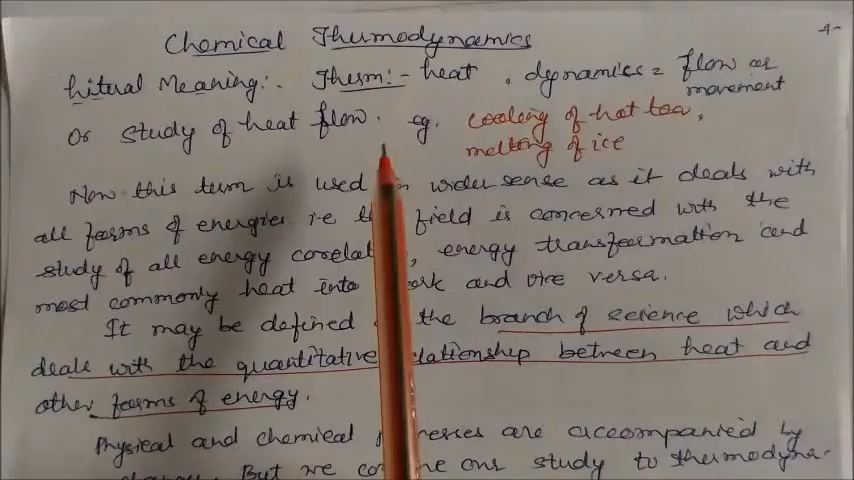 4-
Chemical Thermodynamics
Litural Meaning:- Therm:- heat , dynamics = flow or
movement
Or study of heat flow. eg. cooling of hot tea,
melting of ice
Now this term is used in wider sense as it deals with
all forms of energies i.e the field is concerned with the
study of all energy corelat , energy transformation and
most commonly heat into work and vice versa.
It may be defined the branch of science which
deals with the quantitative relationship between heat and
other forms of energy.
Physical and chemical processes are accompanied by
But we our study to thermodyna-